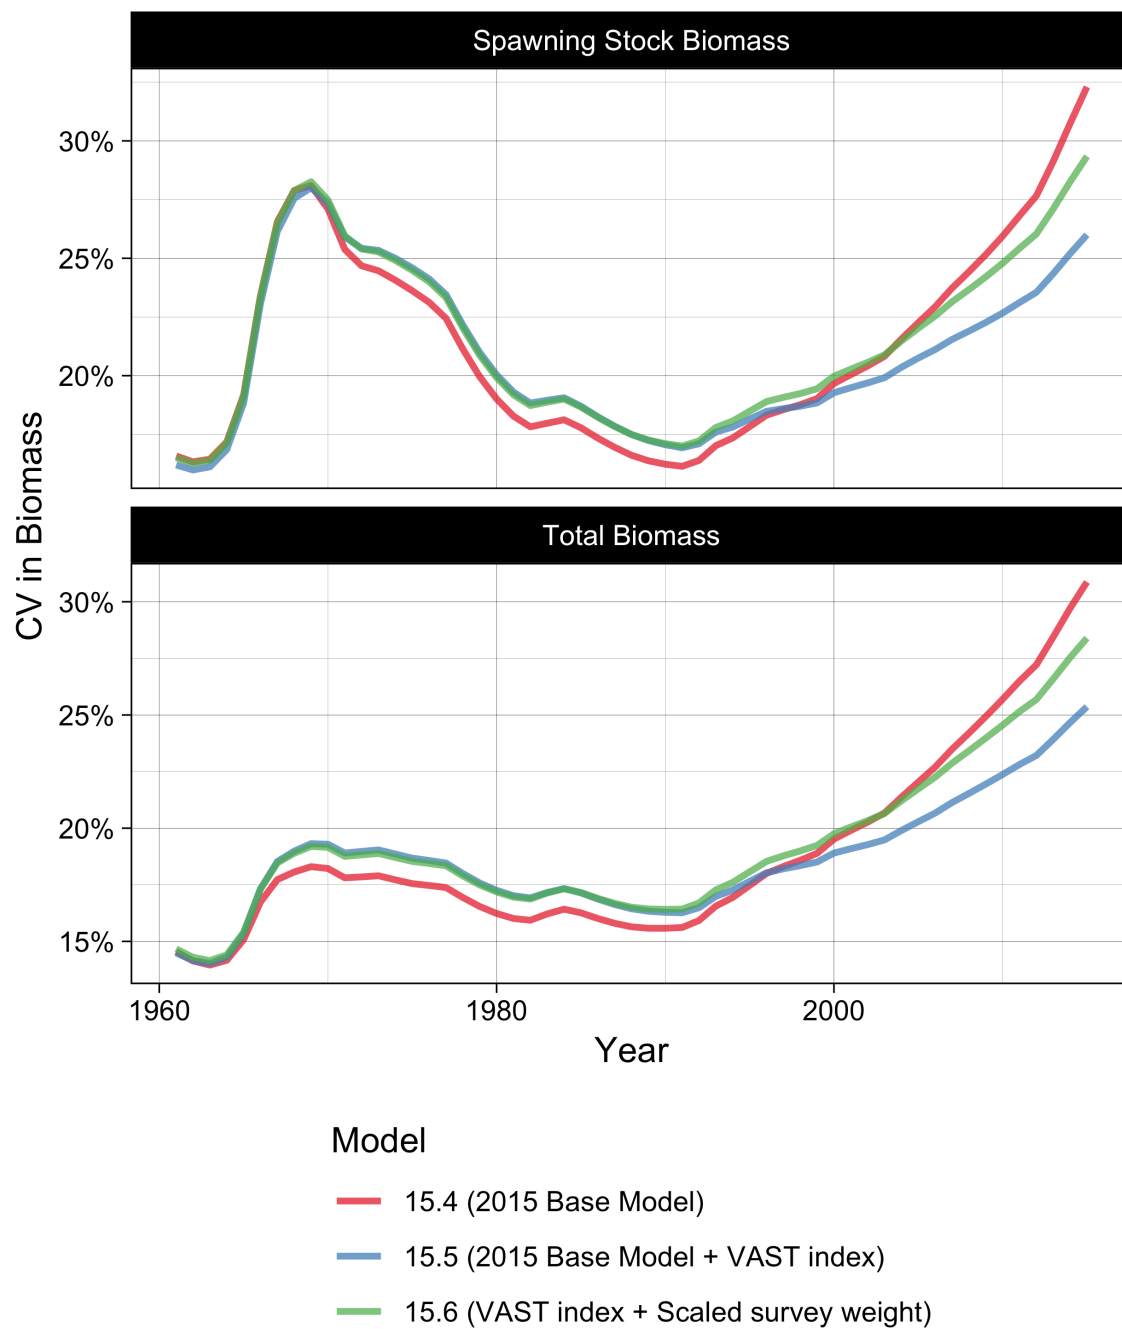 Spawning Stock Biomass
30%
25%
20%
CV in Biomass
Total Biomass
30%
25%
20%
15%
1960 1980 2000
Year
Model
15.4 (2015 Base Model)
15.5 (2015 Base Model + VAST index)
15.6 (VAST index + Scaled survey weight)